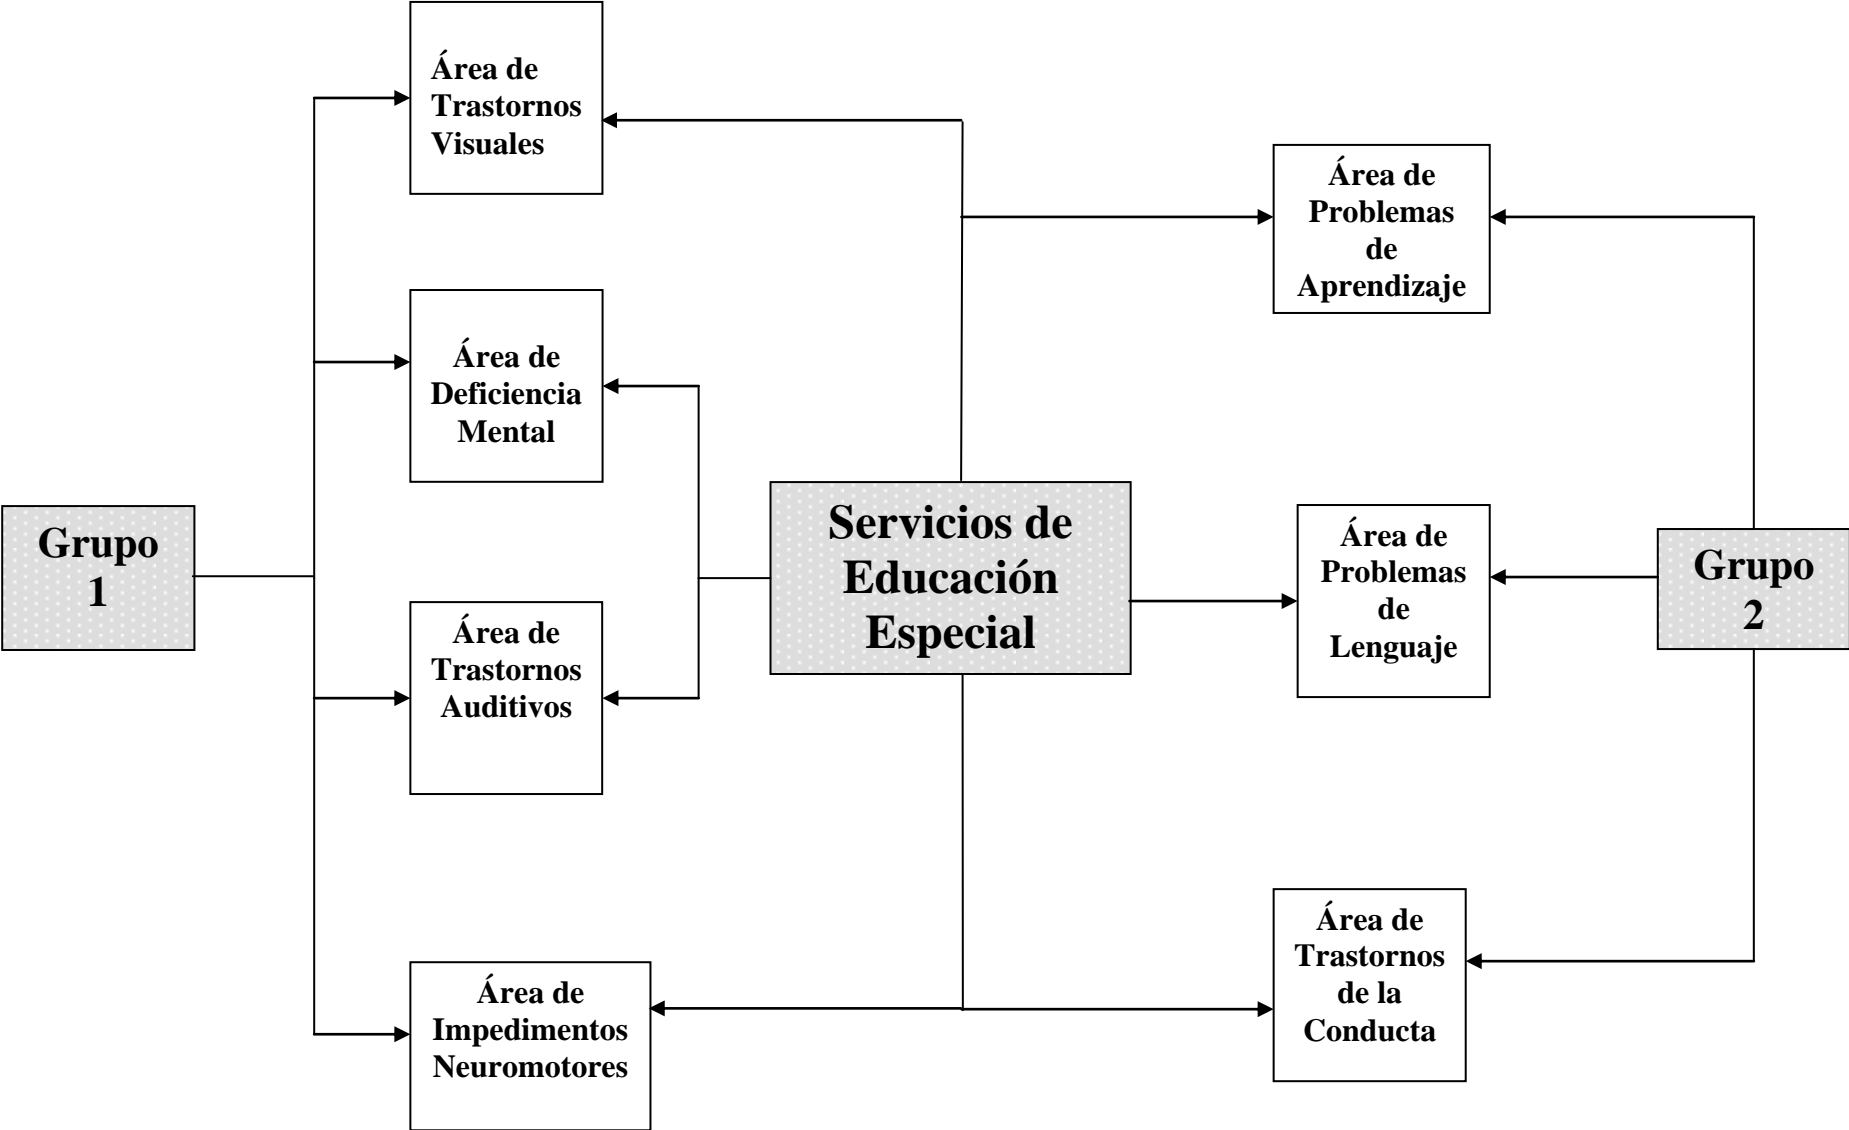 Área de
Trastornos
Visuales
Área de
Problemas
de
Aprendizaje
Área de
Deficiencia
Mental
Grupo
1
Servicios de
Educación
Especial
Área de
Problemas
de
Lenguaje
Grupo
2
Área de
Trastornos
Auditivos
Área de
Trastornos
de la
Conducta
Área de
Impedimentos
Neuromotores